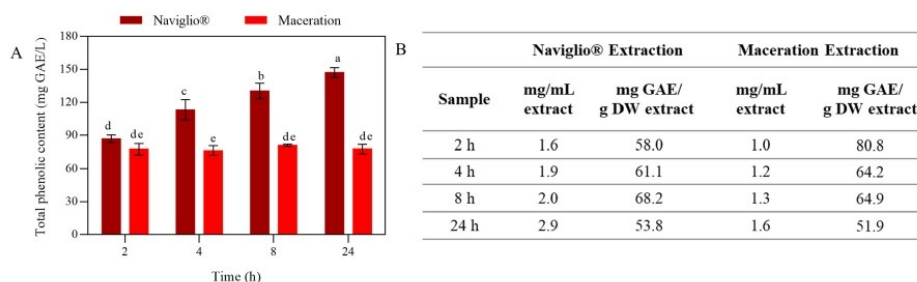 Naviglio® Maceration
A
Total phenolic content (mg GAE/L)
180
150
120
90
60
30
0
d
de
c
e
b
de
a
de
2 4 8 24
Time (h)
B
Naviglio® Extraction Maceration Extraction
Sample mg/mL extract mg GAE/ g DW extract mg/mL extract mg GAE/ g DW extract
2 h 1.6 58.0 1.0 80.8
4 h 1.9 61.1 1.2 64.2
8 h 2.0 68.2 1.3 64.9
24 h 2.9 53.8 1.6 51.9